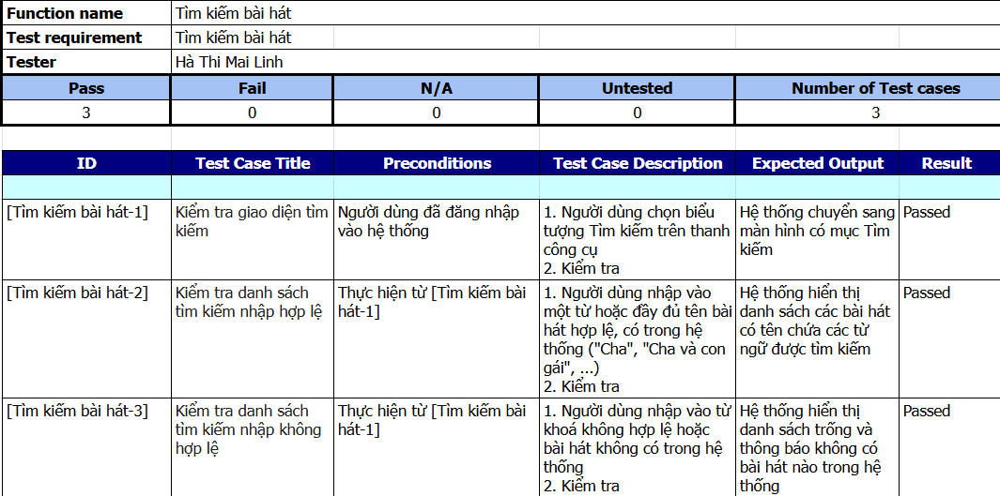 Function name Tìm kiếm bài hát
Test requirement Tìm kiếm bài hát
Tester Hà Thi Mai Linh
Pass Fail N/A Untested Number of Test cases
3 0 0 0 3
ID Test Case Title Preconditions Test Case Description Expected Output Result
[Tìm kiếm bài hát-1]
Kiểm tra giao diện tìm
kiếm
Người dùng đã đăng nhập
vào hệ thống
1. Người dùng chọn biểu
tượng Tìm kiếm trên thanh
công cụ
2. Kiểm tra
Hệ thống chuyển sang
màn hình có mục Tìm
kiếm
Passed
[Tìm kiếm bài hát-2]
Kiểm tra danh sách
tìm kiếm nhập hợp lệ
Thực hiện từ [Tìm kiếm bài
hát-1]
1. Người dùng nhập vào
một từ hoặc đầy đủ tên bài
hát hợp lệ, có trong hệ
thống ("Cha", "Cha và con
gái", ...)
2. Kiểm tra
Hệ thống hiển thị
danh sách các bài hát
có tên chứa các từ
ngữ được tìm kiếm
Passed
[Tìm kiếm bài hát-3]
Kiểm tra danh sách
tìm kiếm nhập không
hợp lệ
Thực hiện từ [Tìm kiếm bài
hát-1]
1. Người dùng nhập vào từ
khoá không hợp lệ hoặc
bài hát không có trong hệ
thống
2. Kiểm tra
Hệ thống hiển thị
danh sách trống và
thông báo không có
bài hát nào trong hệ
thống
Passed